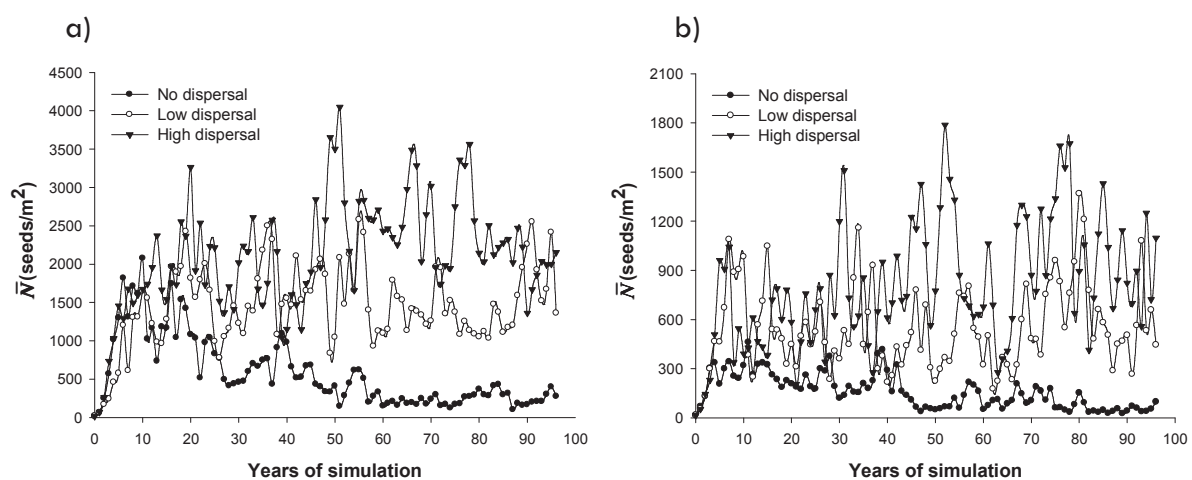 a)
N̅(seeds/m²)
4500
4000
3500
3000
2500
2000
1500
1000
500
0
No dispersal
Low dispersal
High dispersal
0 10 20 30 40 50 60 70 80 90 100
Years of simulation
b)
N̅(seeds/m²)
2100
1800
1500
1200
900
600
300
0
No dispersal
Low dispersal
High dispersal
0 10 20 30 40 50 60 70 80 90 100
Years of simulation